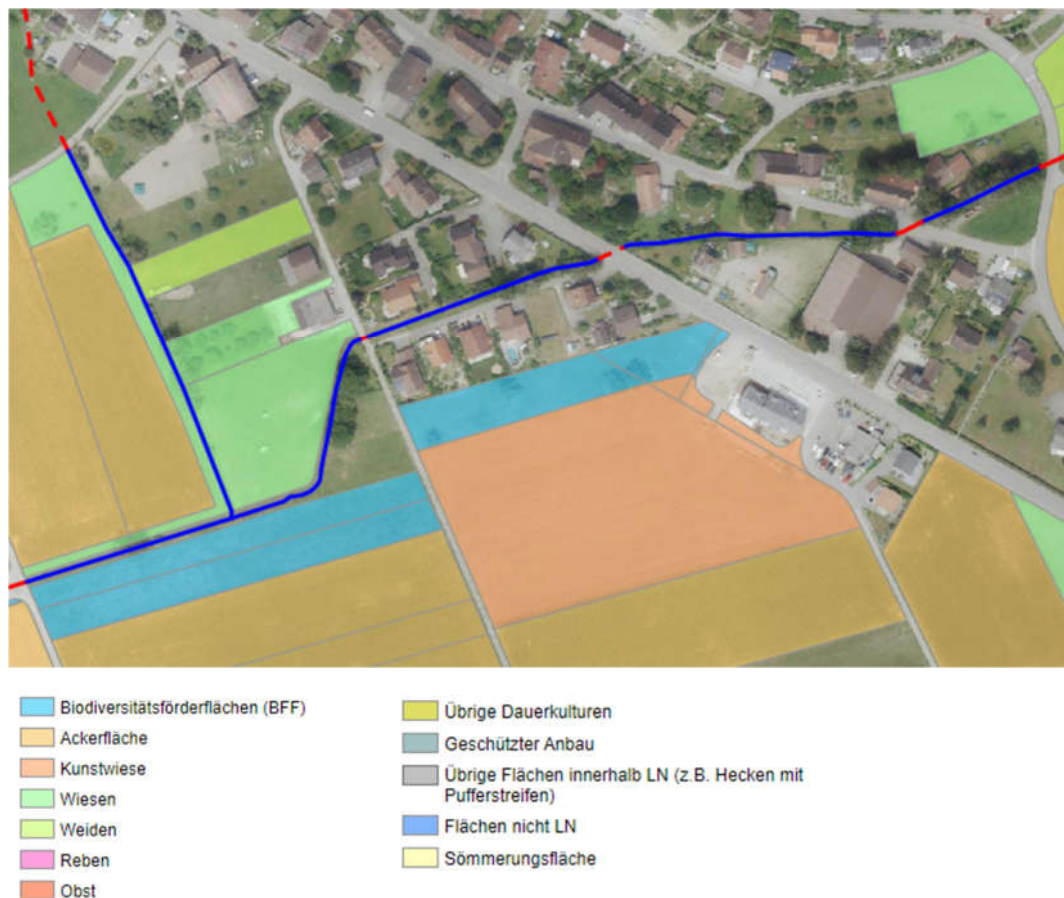 Biodiversitätsförderflächen (BFF)
Ackerfläche
Kunstwiese
Wiesen
Weiden
Reben
Obst
Übrige Dauerkulturen
Geschützter Anbau
Übrige Flächen innerhalb LN (z.B. Hecken mit
Pufferstreifen)
Flächen nicht LN
Sömmerungsfläche